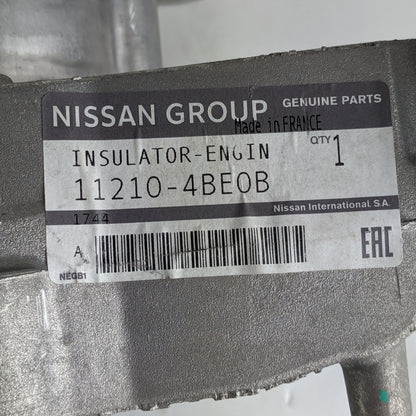 NISSAN GROUP GENUINE PARTS
Made in FRANCE
INSULATOR-ENGIN QTY 1
11210-4BE0B
1744 Nissan International. S.A.
A
NEGB1
EAC